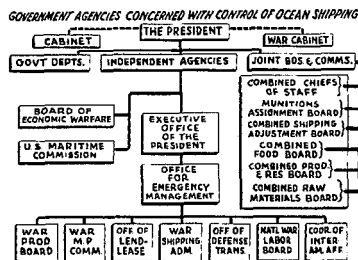 GOVERNMENT AGENCIES CONCERNED WITH CONTROL OF OCEAN SHIPPING
THE PRESIDENT
CABINET
WAR CABINET
GOVT DEPTS.
INDEPENDENT AGENCIES
JOINT BDS. & COMMS.
BOARD OF
ECONOMIC WARFARE
U.S. MARITIME
COMMISSION
EXECUTIVE
OFFICE
OF THE
PRESIDENT
OFFICE
FOR
EMERGENCY
MANAGEMENT
COMBINED CHIEFS
OF STAFF
MUNITIONS
ASSIGNMENT BOARD
COMBINED SHIPPING
ADJUSTMENT BOARD
COMBINED
FOOD BOARD
COMBINED PROD.
& RES BOARD
COMBINED RAW
MATERIALS BOARD
WAR
PROD
BOARD
WAR
M.P
COMM.
OFF OF
LEND-
LEASE
WAR
SHIPPING
ADM.
OFF OF
DEFENSE
TRANS.
NATL WAR
LABOR
BOARD
COOR. OF
INTER
AM. AFF